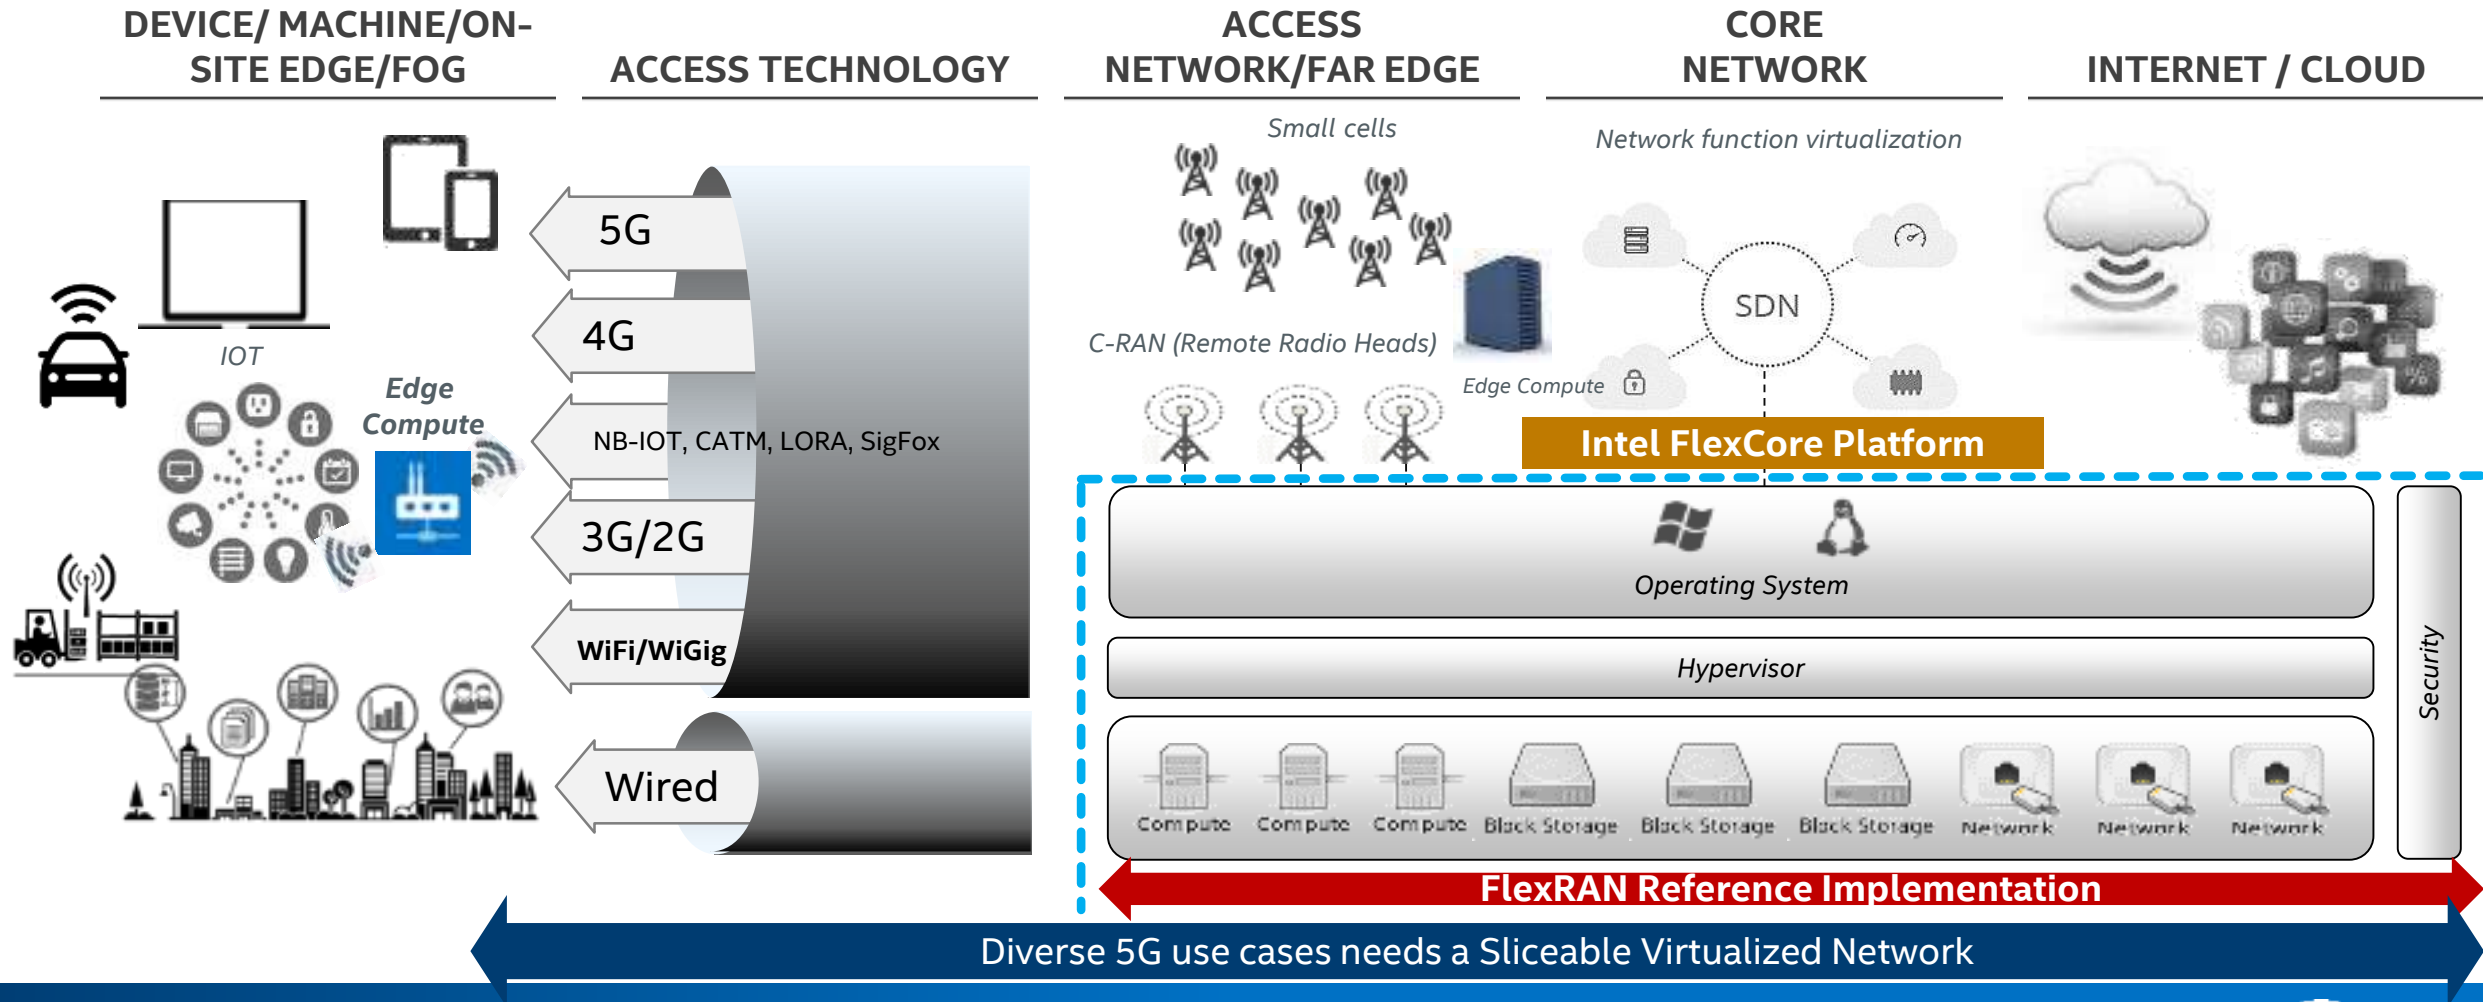 DEVICE/ MACHINE/ON-
SITE EDGE/FOG
ACCESS TECHNOLOGY
ACCESS
NETWORK/FAR EDGE
CORE
NETWORK
INTERNET / CLOUD
IOT
Edge
Compute
5G
4G
NB-IOT, CATM, LORA, SigFox
3G/2G
WiFi/WiGig
Wired
Small cells
C-RAN (Remote Radio Heads)
Edge Compute
Network function virtualization
SDN
Intel FlexCore Platform
Operating System
Hypervisor
Compute
Compute
Compute
Block Storage
Block Storage
Block Storage
Network
Network
Network
Security
FlexRAN Reference Implementation
Diverse 5G use cases needs a Sliceable Virtualized Network